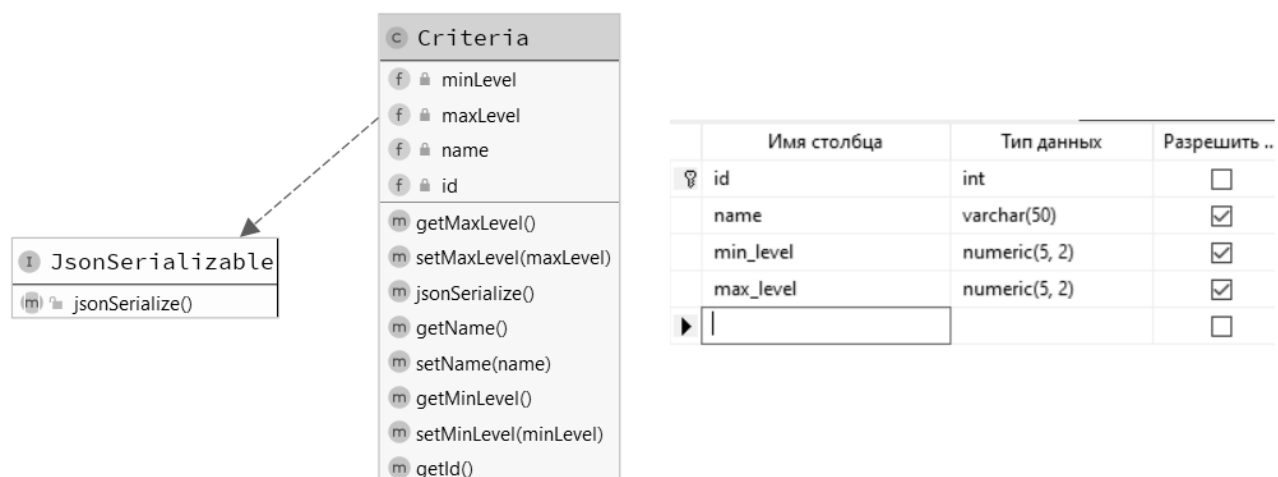 C Criteria
f minLevel
f maxLevel
f name
f id
m getMaxLevel()
m setMaxLevel(maxLevel)
m jsonSerialize()
m getName()
m setName(name)
m getMinLevel()
m setMinLevel(minLevel)
m getId()
I JsonSerializable
m jsonSerialize()
Имя столбца Тип данных Разрешить ..
id int
name varchar(50)
min_level numeric(5, 2)
max_level numeric(5, 2)